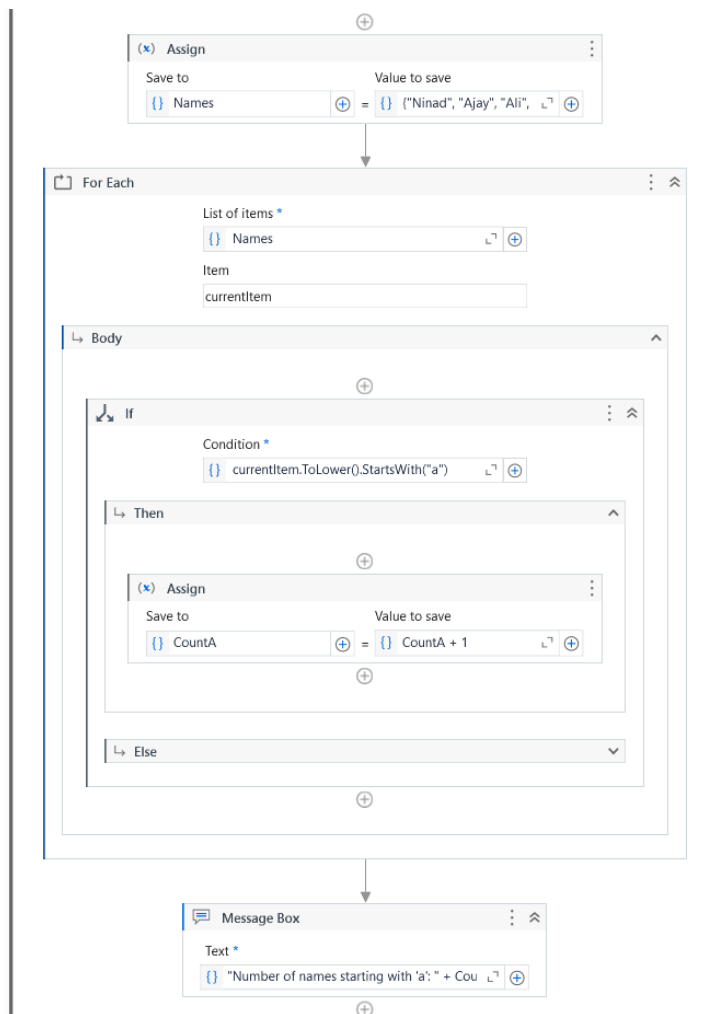 (x) Assign
Save to Value to save
{} Names = {} {"Ninad", "Ajay", "Ali",
For Each
List of items *
{} Names
Item
currentItem
Body
If
Condition *
{} currentItem.ToLower().StartsWith("a")
Then
(x) Assign
Save to Value to save
{} CountA = {} CountA + 1
Else
Message Box
Text *
{} "Number of names starting with 'a': " + Cou